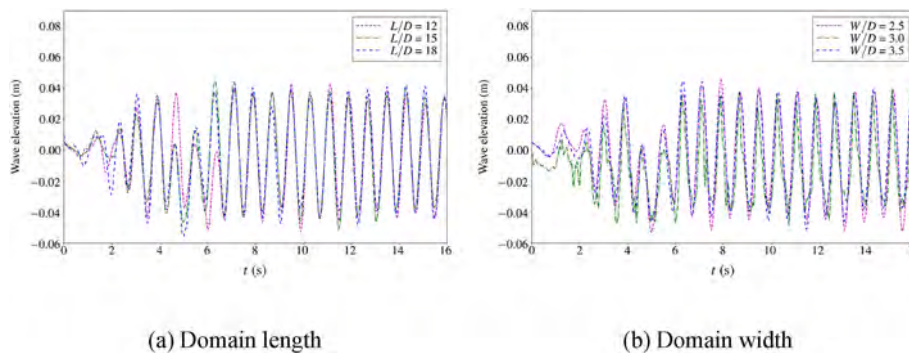 0.08
0.06
0.04
0.02
0.00
−0.02
−0.04
−0.06
Wave elevation (m)
L/D = 12
L/D = 15
L/D = 18
0 2 4 6 8 10 12 14 16
t (s)
(a) Domain length
0.08
0.06
0.04
0.02
0.00
−0.02
−0.04
−0.06
Wave elevation (m)
W/D = 2.5
W/D = 3.0
W/D = 3.5
0 2 4 6 8 10 12 14 16
t (s)
(b) Domain width